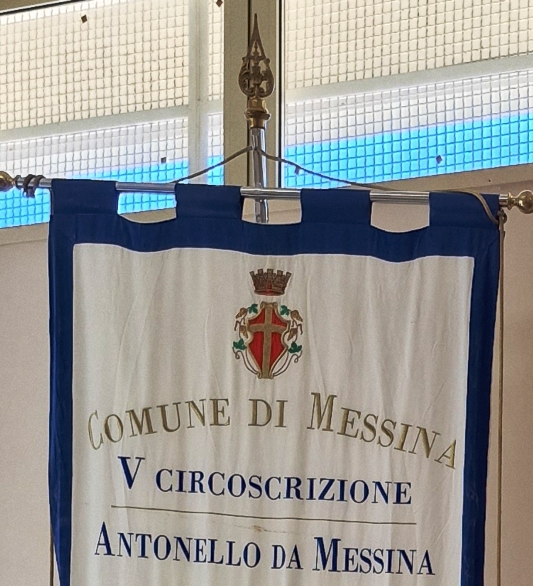 COMUNE DI MESSINA
V CIRCOSCRIZIONE
ANTONELLO DA MESSINA